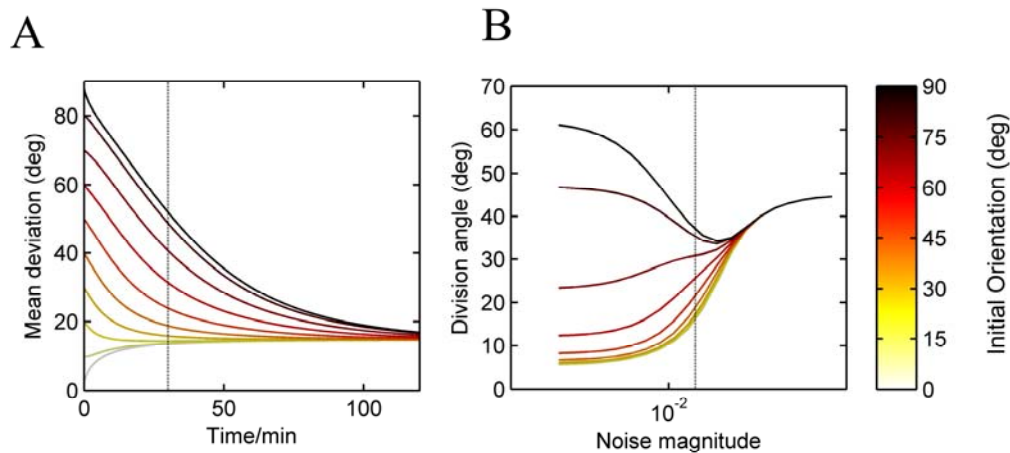 A
Mean deviation (deg)
80
60
40
20
0
0 50 100
Time/min
B
Division angle (deg)
70
60
50
40
30
20
10
0
10-2
Noise magnitude
90
75
60
45
30
15
0
Initial Orientation (deg)